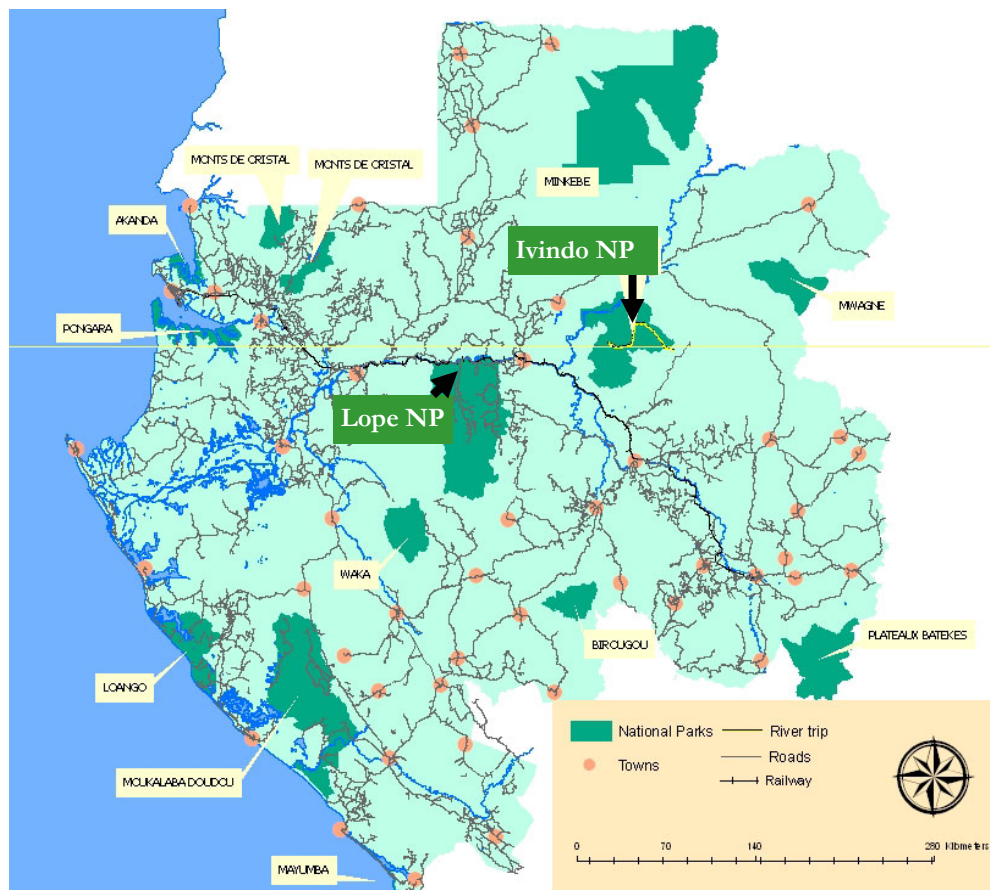 MONTS DE CRISTAL
MONTS DE CRISTAL
MINKEBE
AKANDA
Ivindo NP
MWAGNE
PONGARA
Lope NP
WAKA
BIROUGOU
PLATEAUX BATEKES
LOANGO
MOUKALABA DOUDOU
MAYUMBA
National Parks
River trip
Towns
Roads
Railway
0 70 140 280 Kilometers